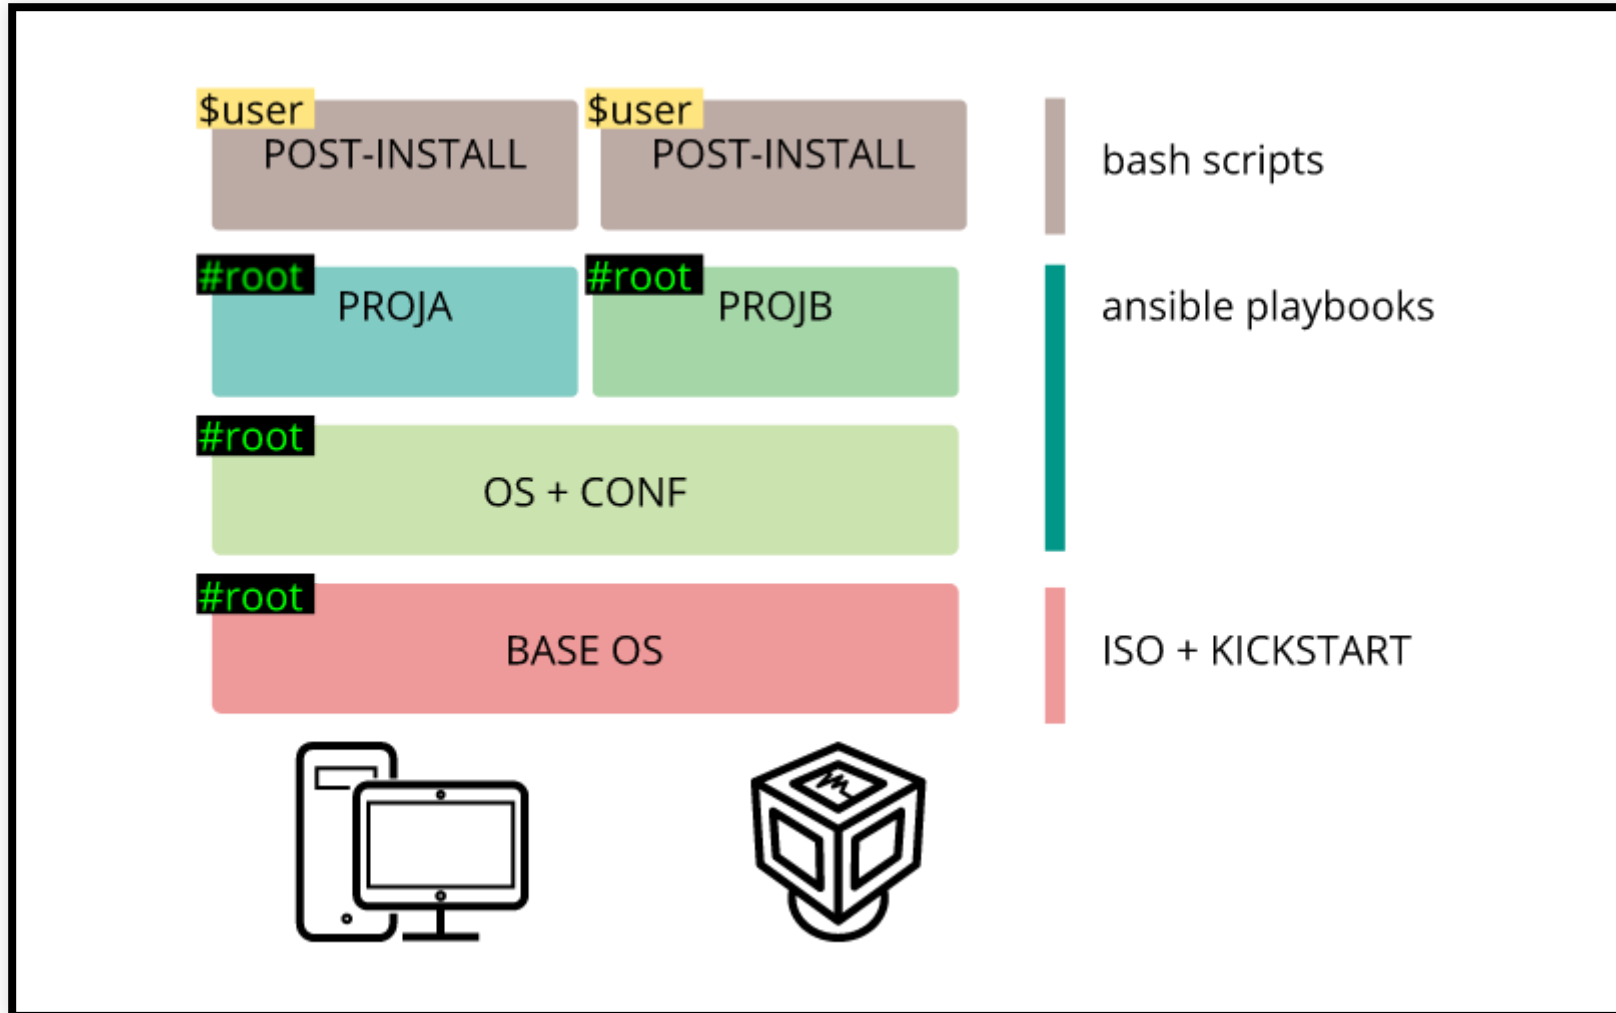 $user
POST-INSTALL
$user
POST-INSTALL
bash scripts
#root
PROJA
#root
PROJB
ansible playbooks
#root
OS + CONF
#root
BASE OS
ISO + KICKSTART